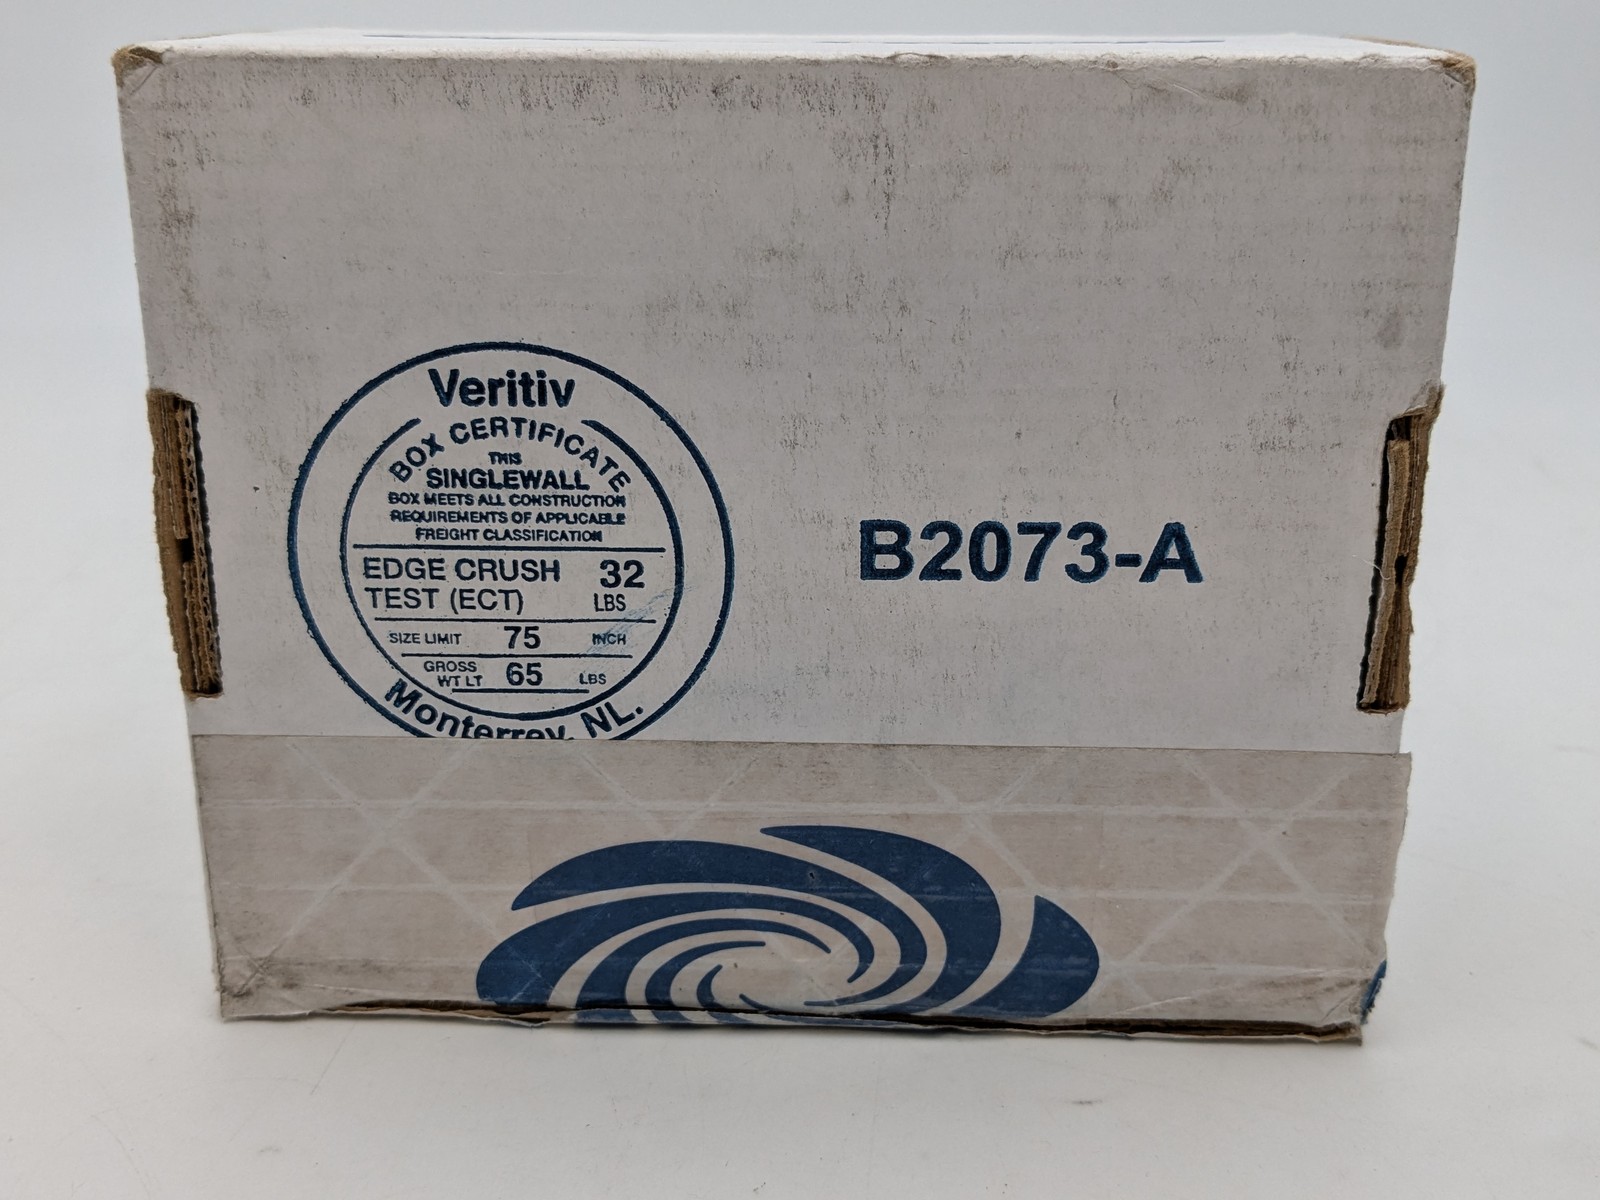 Veritiv
BOX CERTIFICATE
THIS
SINGLEWALL
BOX MEETS ALL CONSTRUCTION
REQUIREMENTS OF APPLICABLE
FREIGHT CLASSIFICATION
EDGE CRUSH 32
TEST (ECT) LBS
SIZE LIMIT 75 INCH
GROSS
WT LT 65 LBS
Monterrey, NL.
B2073-A